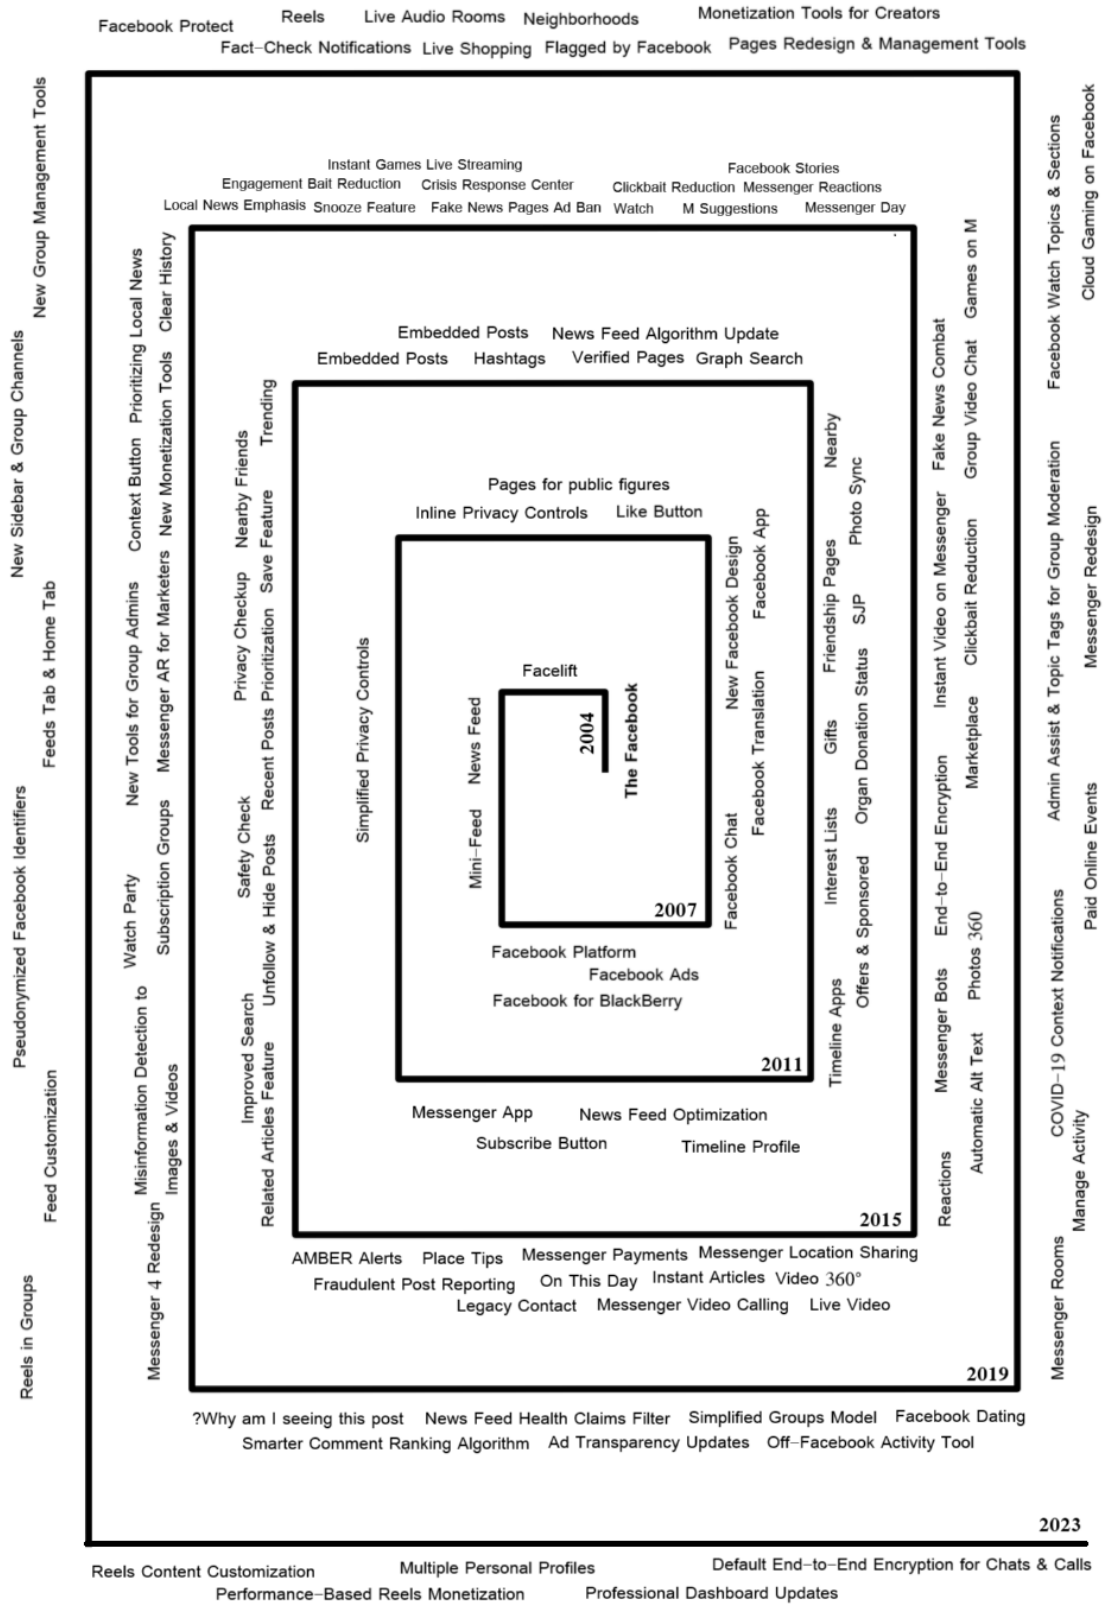 Facebook Protect
Reels
Live Audio Rooms
Neighborhoods
Monetization Tools for Creators
Fact-Check Notifications
Live Shopping
Flagged by Facebook
Pages Redesign & Management Tools
New Group Management Tools
New Sidebar & Group Channels
Feeds Tab & Home Tab
Pseudonymized Facebook Identifiers
Feed Customization
Reels in Groups
Instant Games Live Streaming
Facebook Stories
Engagement Bait Reduction
Crisis Response Center
Clickbait Reduction
Messenger Reactions
Local News Emphasis
Snooze Feature
Fake News Pages Ad Ban
Watch
M Suggestions
Messenger Day
Clear History
Prioritizing Local News
New Monetization Tools
Context Button
Messenger AR for Marketers
New Tools for Group Admins
Subscription Groups
Watch Party
Misinformation Detection to
Images & Videos
Messenger 4 Redesign
Embedded Posts
News Feed Algorithm Update
Embedded Posts
Hashtags
Verified Pages
Graph Search
Trending
Nearby Friends
Save Feature
Privacy Checkup
Recent Posts Prioritization
Safety Check
Unfollow & Hide Posts
Improved Search
Related Articles Feature
Pages for public figures
Inline Privacy Controls
Like Button
Simplified Privacy Controls
Facelift
News Feed
Mini-Feed
2004
The Facebook
2007
New Facebook Design
Facebook App
Facebook Translation
Facebook Chat
Facebook Platform
Facebook Ads
Facebook for BlackBerry
2011
Nearby
Photo Sync
Friendship Pages
SJP
Gifts
Organ Donation Status
Interest Lists
Offers & Sponsored
Timeline Apps
Messenger App
News Feed Optimization
Subscribe Button
Timeline Profile
2015
Games on M
Fake News Combat
Group Video Chat
Instant Video on Messenger
Clickbait Reduction
Marketplace
End-to-End Encryption
Photos 360
Messenger Bots
Automatic Alt Text
Reactions
AMBER Alerts
Place Tips
Messenger Payments
Messenger Location Sharing
Fraudulent Post Reporting
On This Day
Instant Articles
Video 360°
Legacy Contact
Messenger Video Calling
Live Video
2019
Cloud Gaming on Facebook
Facebook Watch Topics & Sections
Admin Assist & Topic Tags for Group Moderation
Messenger Redesign
Paid Online Events
COVID-19 Context Notifications
Manage Activity
Messenger Rooms
?Why am I seeing this post
News Feed Health Claims Filter
Simplified Groups Model
Facebook Dating
Smarter Comment Ranking Algorithm
Ad Transparency Updates
Off-Facebook Activity Tool
2023
Reels Content Customization
Multiple Personal Profiles
Default End-to-End Encryption for Chats & Calls
Performance-Based Reels Monetization
Professional Dashboard Updates